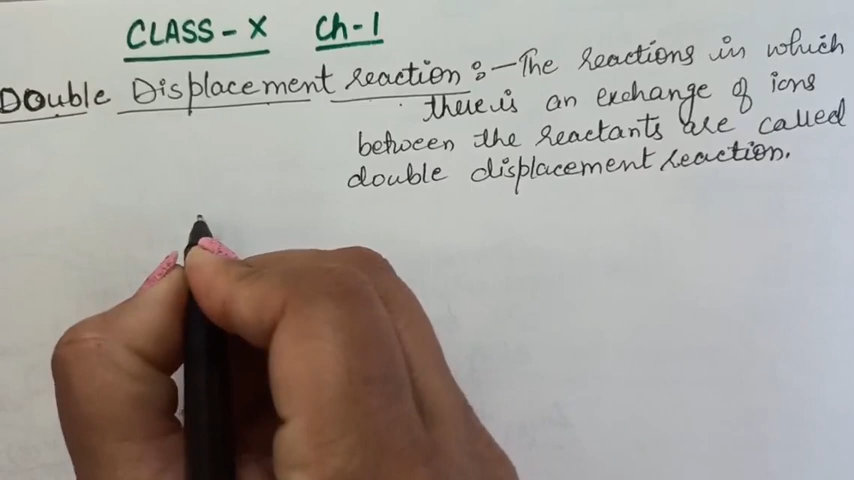 CLASS - X Ch-1
Double Displacement reaction :- The reactions in which
there is an exchange of ions
between the reactants are called
double displacement reaction.